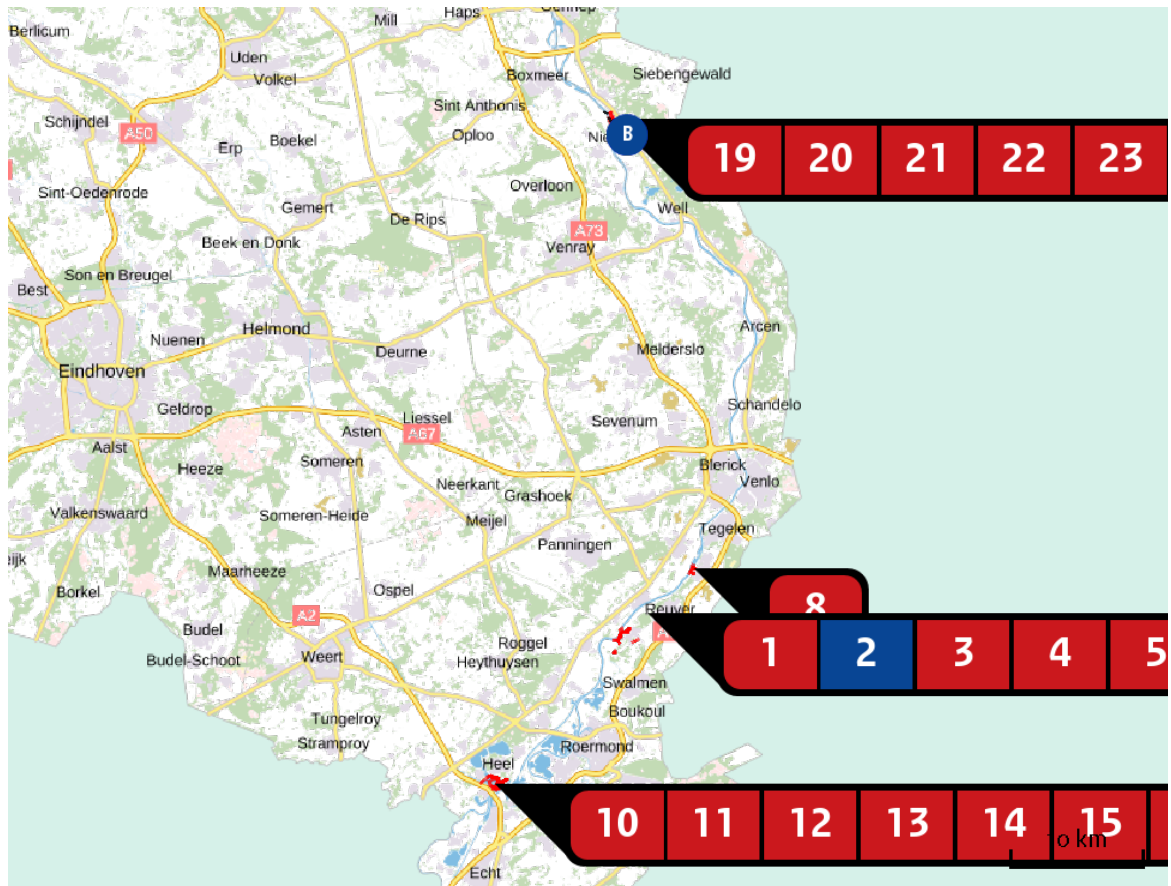 Haps
Berlicum
Mill
Uden
Volkel
Boxmeer
Siebengewald
Sint Anthonis
Schijndel
A50
Erp
Boekel
Oploo
B
19 20 21 22 23
Sint-Oedenrode
Overloon
Gemert
De Rips
Well
A73
Beek en Donk
Venray
Son en Breugel
Best
Helmond
Arcen
Nuenen
Deurne
Melderslo
Eindhoven
Geldrop
Liessel
Schandelo
Asten
A67
Sevenum
Aalst
Heeze
Someren
Blerick
Neerkant
Venlo
Grashoek
Valkenswaard
Someren-Heide
Meijel
Tegelen
Panningen
Maarheeze
Borkel
Ospel
8
Reuver
A2
Budel
1 2 3 4 5
Roggel
Budel-Schoot
Weert
Heythuysen
Swalmen
Boukoul
Tungelroy
Stramproy
Roermond
Heel
10 11 12 13 14 15
10 km
Echt